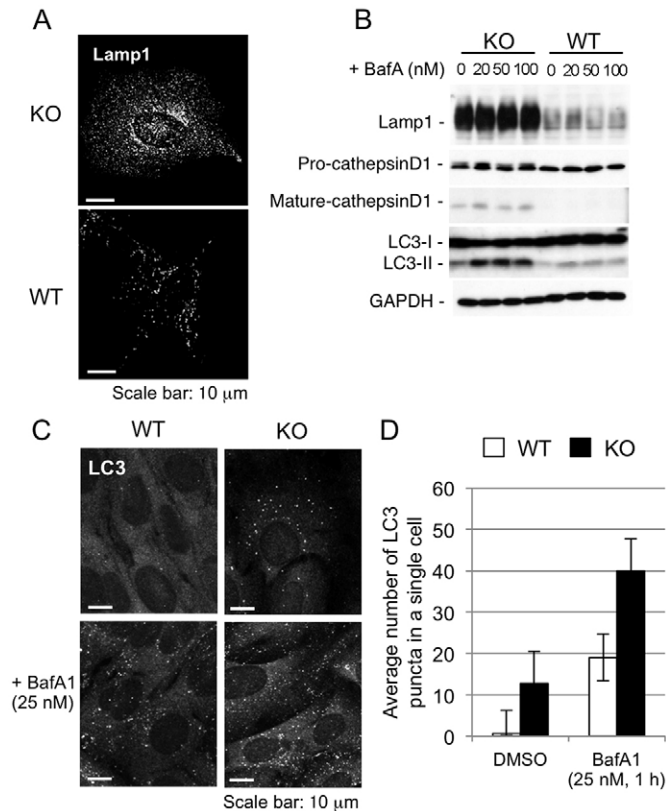 A
Lamp1
KO
WT
Scale bar: 10 μm
B
KO WT
+ BafA (nM) 0 20 50 100 0 20 50 100
Lamp1 -
Pro-cathepsinD1 -
Mature-cathepsinD1 -
LC3-I -
LC3-II -
GAPDH -
C
WT KO
LC3
+ BafA1
(25 nM)
Scale bar: 10 μm
D
WT KO
Average number of LC3
puncta in a single cell
60
50
40
30
20
10
0
DMSO BafA1
(25 nM, 1 h)